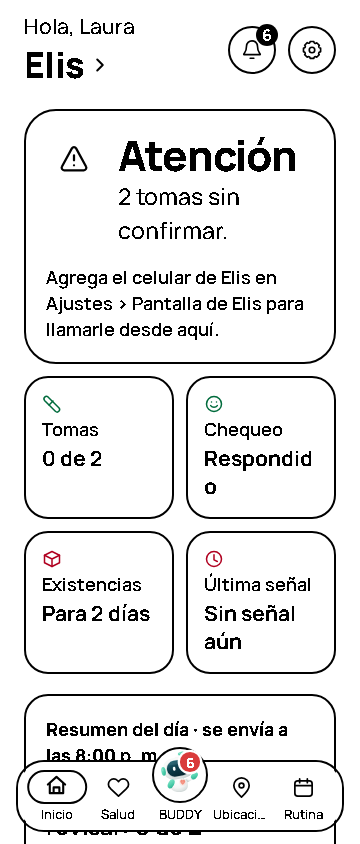 Hola, Laura
Elis ›
6
Atención
2 tomas sin
confirmar.
Agrega el celular de Elis en
Ajustes › Pantalla de Elis para
llamarle desde aquí.
Tomas
0 de 2
Chequeo
Respondid
o
Existencias
Para 2 días
Última señal
Sin señal
aún
Resumen del día · se envía a
las 8:00 p. m.
6
Inicio
Salud
BUDDY
Ubicaci...
Rutina